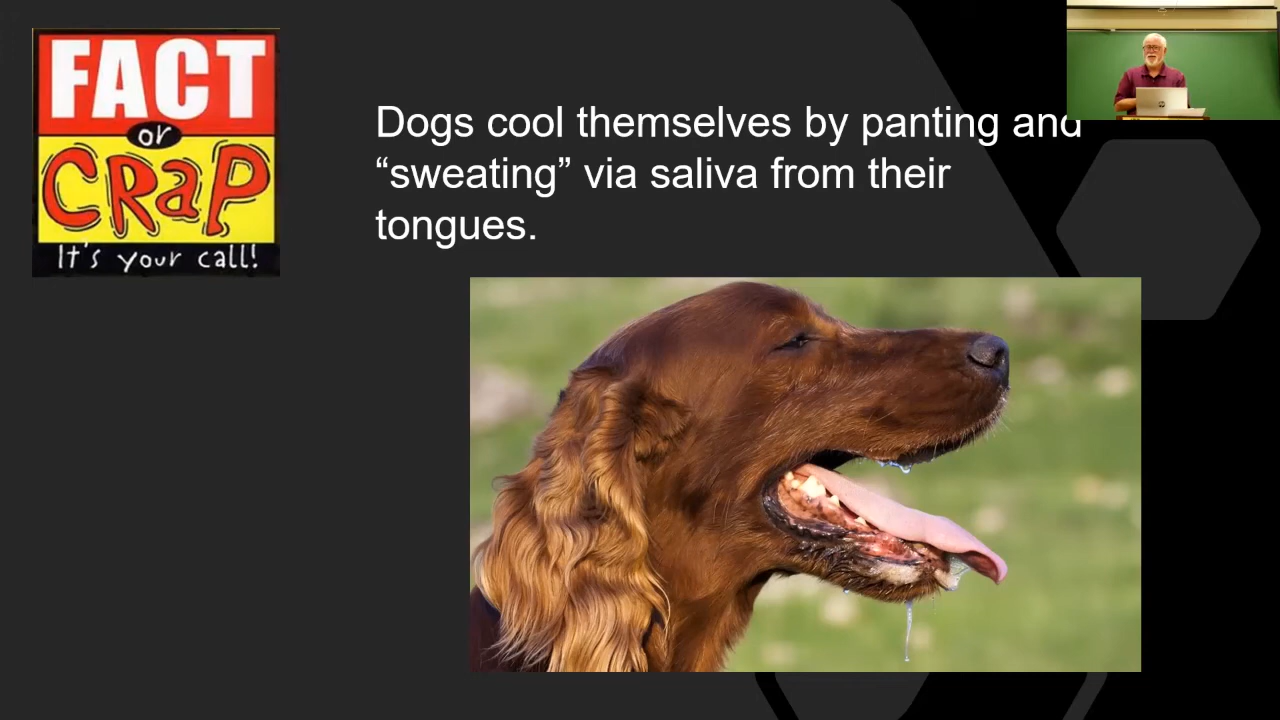 FACT
or
CRaP
It's your call!
Dogs cool themselves by panting and
“sweating” via saliva from their
tongues.